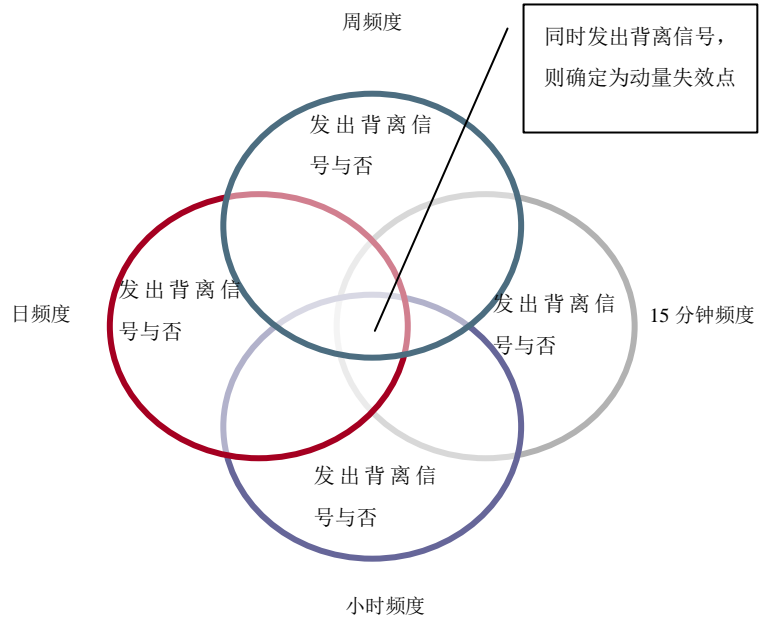 周频度
同时发出背离信号，
则确定为动量失效点
发出背离信
号与否
日频度
发出背离信
号与否
发出背离信
号与否
15 分钟频度
发出背离信
号与否
小时频度